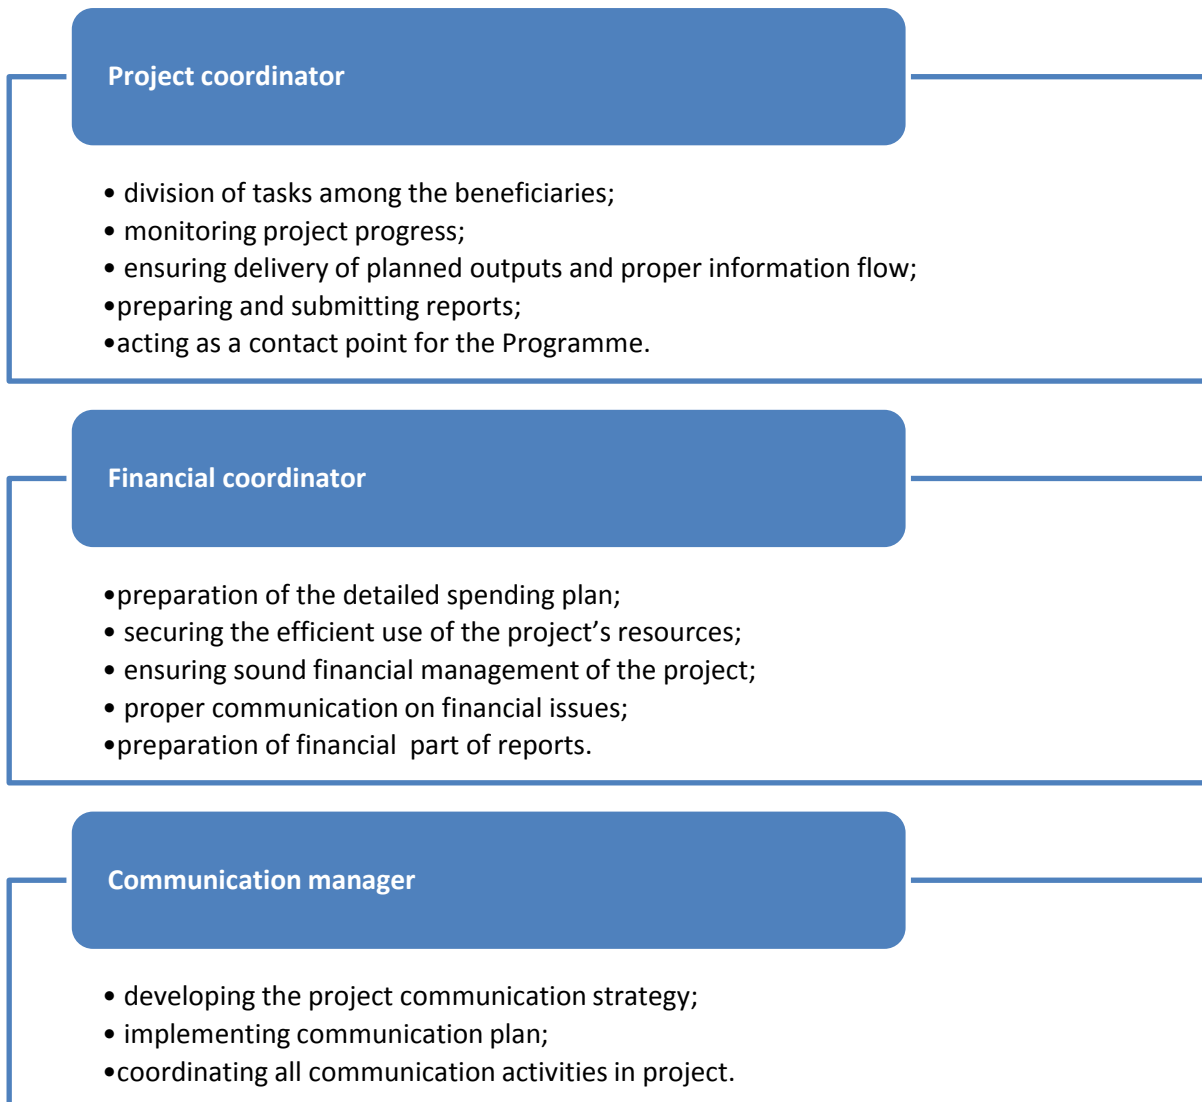 Project coordinator
• division of tasks among the beneficiaries;
• monitoring project progress;
• ensuring delivery of planned outputs and proper information flow;
•preparing and submitting reports;
•acting as a contact point for the Programme.
Financial coordinator
•preparation of the detailed spending plan;
• securing the efficient use of the project’s resources;
• ensuring sound financial management of the project;
• proper communication on financial issues;
•preparation of financial  part of reports.
Communication manager
• developing the project communication strategy;
• implementing communication plan;
•coordinating all communication activities in project.